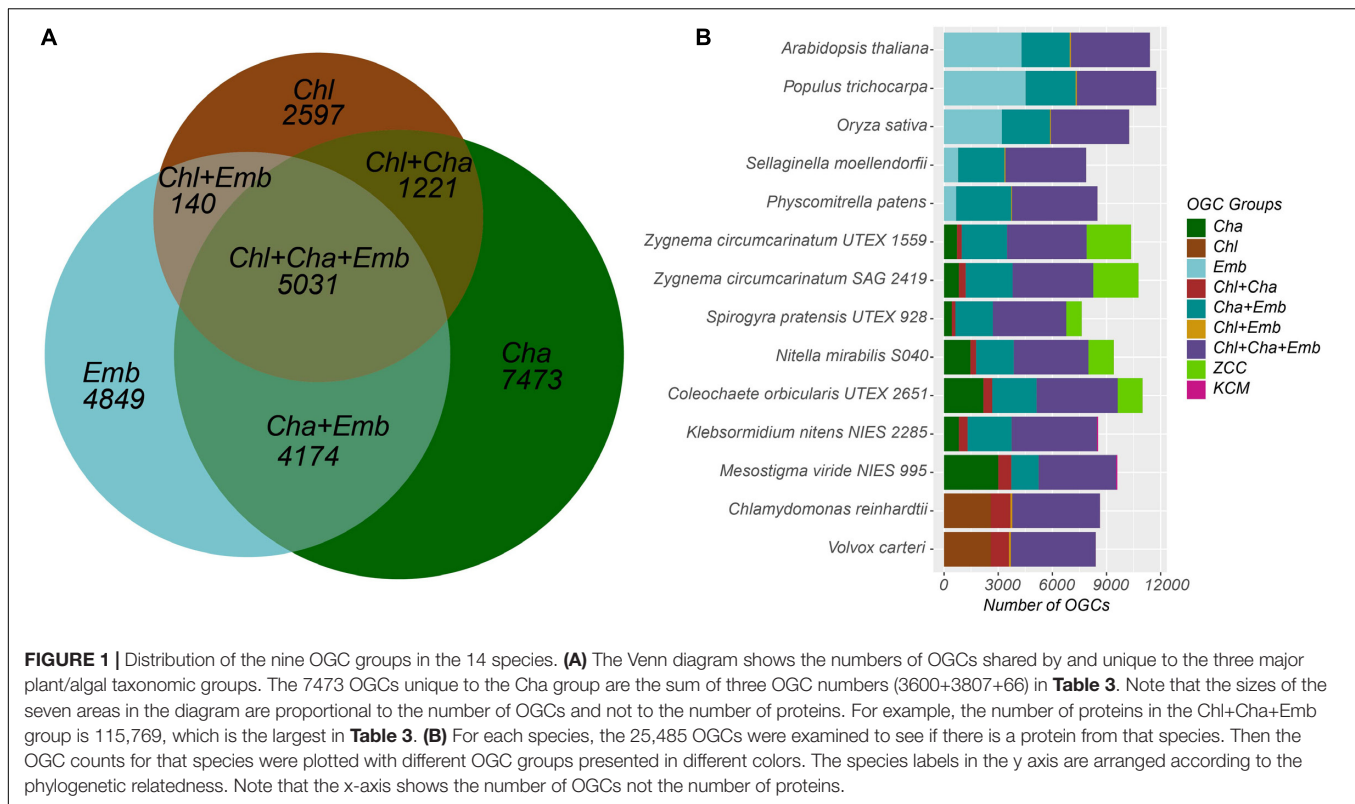 A
Chl
2597
Chl+Emb
140
Chl+Cha
1221
Chl+Cha+Emb
5031
Emb
4849
Cha
7473
Cha+Emb
4174
B
Arabidopsis thaliana
Populus trichocarpa
Oryza sativa
Sellaginella moellendorfii
Physcomitrella patens
Zygnema circumcarinatum UTEX 1559
Zygnema circumcarinatum SAG 2419
Spirogyra pratensis UTEX 928
Nitella mirabilis S040
Coleochaete orbicularis UTEX 2651
Klebsormidium nitens NIES 2285
Mesostigma viride NIES 995
Chlamydomonas reinhardtii
Volvox carteri
0 3000 6000 9000 12000
Number of OGCs
OGC Groups
Cha
Chl
Emb
Chl+Cha
Cha+Emb
Chl+Emb
Chl+Cha+Emb
ZCC
KCM
FIGURE 1 | Distribution of the nine OGC groups in the 14 species. (A) The Venn diagram shows the numbers of OGCs shared by and unique to the three major
plant/algal taxonomic groups. The 7473 OGCs unique to the Cha group are the sum of three OGC numbers (3600+3807+66) in Table 3. Note that the sizes of the
seven areas in the diagram are proportional to the number of OGCs and not to the number of proteins. For example, the number of proteins in the Chl+Cha+Emb
group is 115,769, which is the largest in Table 3. (B) For each species, the 25,485 OGCs were examined to see if there is a protein from that species. Then the
OGC counts for that species were plotted with different OGC groups presented in different colors. The species labels in the y axis are arranged according to the
phylogenetic relatedness. Note that the x-axis shows the number of OGCs not the number of proteins.